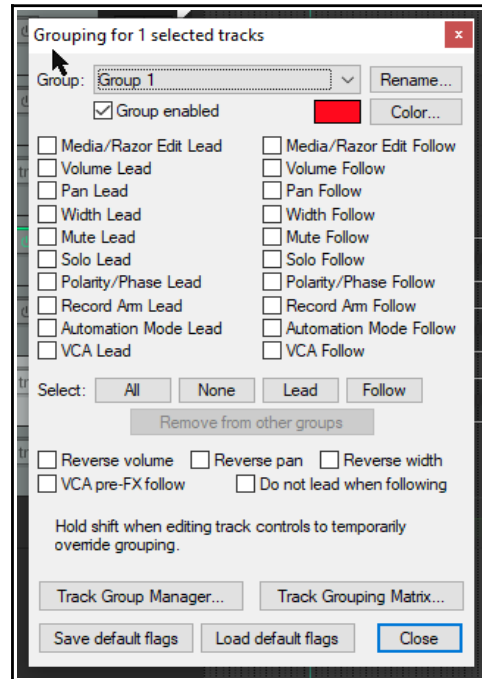 Grouping for 1 selected tracks x
Group: Group 1 Rename...
Group enabled Color...
Media/Razor Edit Lead Media/Razor Edit Follow
Volume Lead Volume Follow
Pan Lead Pan Follow
Width Lead Width Follow
Mute Lead Mute Follow
Solo Lead Solo Follow
Polarity/Phase Lead Polarity/Phase Follow
Record Arm Lead Record Arm Follow
Automation Mode Lead Automation Mode Follow
VCA Lead VCA Follow
Select: All None Lead Follow
Remove from other groups
Reverse volume Reverse pan Reverse width
VCA pre-FX follow Do not lead when following
Hold shift when editing track controls to temporarily
override grouping.
Track Group Manager... Track Grouping Matrix...
Save default flags Load default flags Close